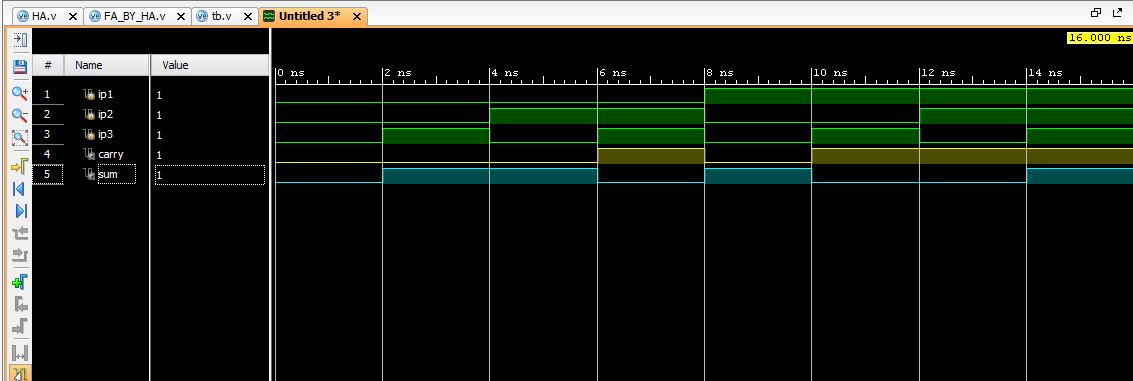 HA.v FA_BY_HA.v tb.v Untitled 3*
16.000 ns
# Name Value
0 ns 2 ns 4 ns 6 ns 8 ns 10 ns 12 ns 14 ns
1 ip1 1
2 ip2 1
3 ip3 1
4 carry 1
5 sum 1